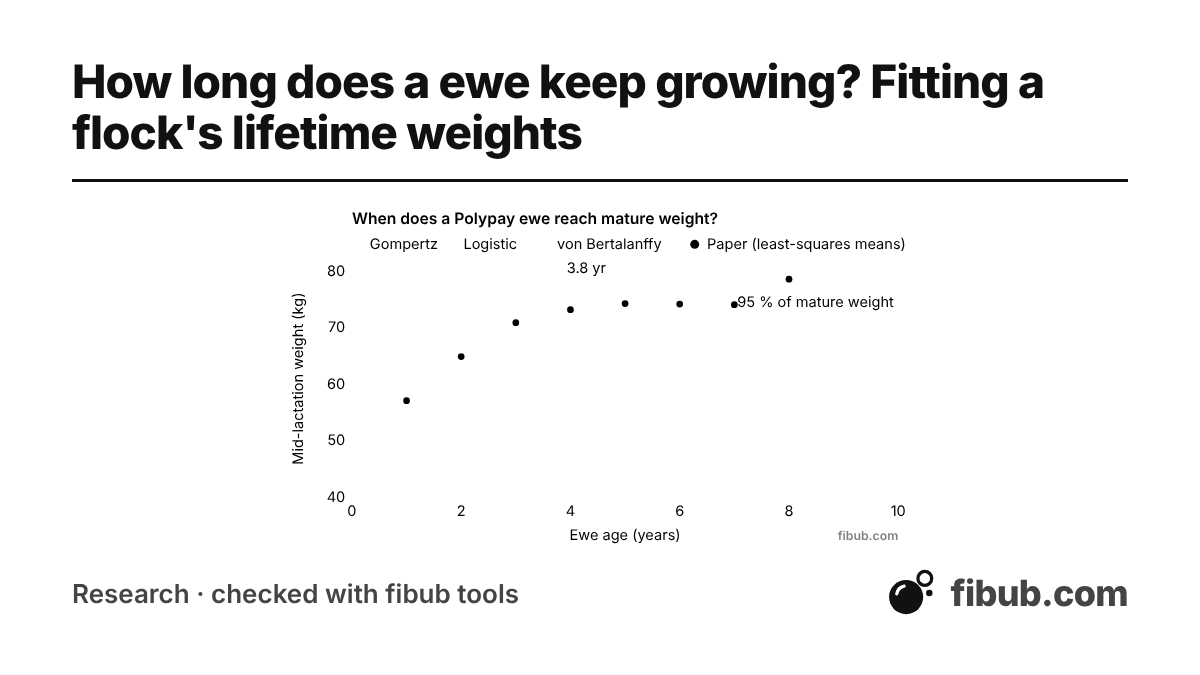 How long does a ewe keep growing? Fitting a
flock's lifetime weights
When does a Polypay ewe reach mature weight?
Gompertz Logistic von Bertalanffy Paper (least-squares means)
3.8 yr
95 % of mature weight
Mid-lactation weight (kg)
80
70
60
50
40
0 2 4 6 8 10
Ewe age (years)
fibub.com
Research · checked with fibub tools
fibub.com